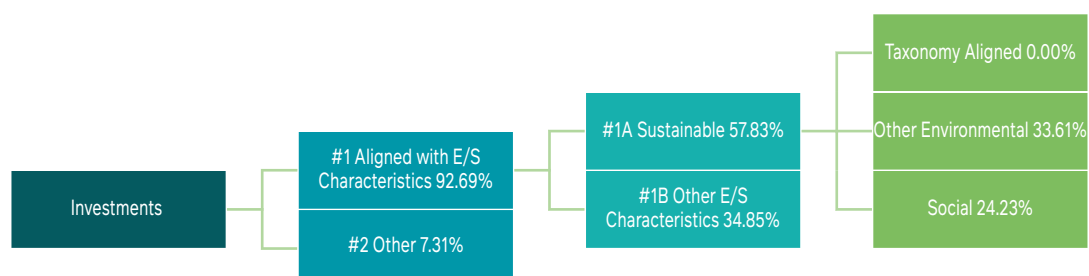 Investments
#1 Aligned with E/S
Characteristics 92.69%
#2 Other 7.31%
#1A Sustainable 57.83%
#1B Other E/S
Characteristics 34.85%
Taxonomy Aligned 0.00%
Other Environmental 33.61%
Social 24.23%